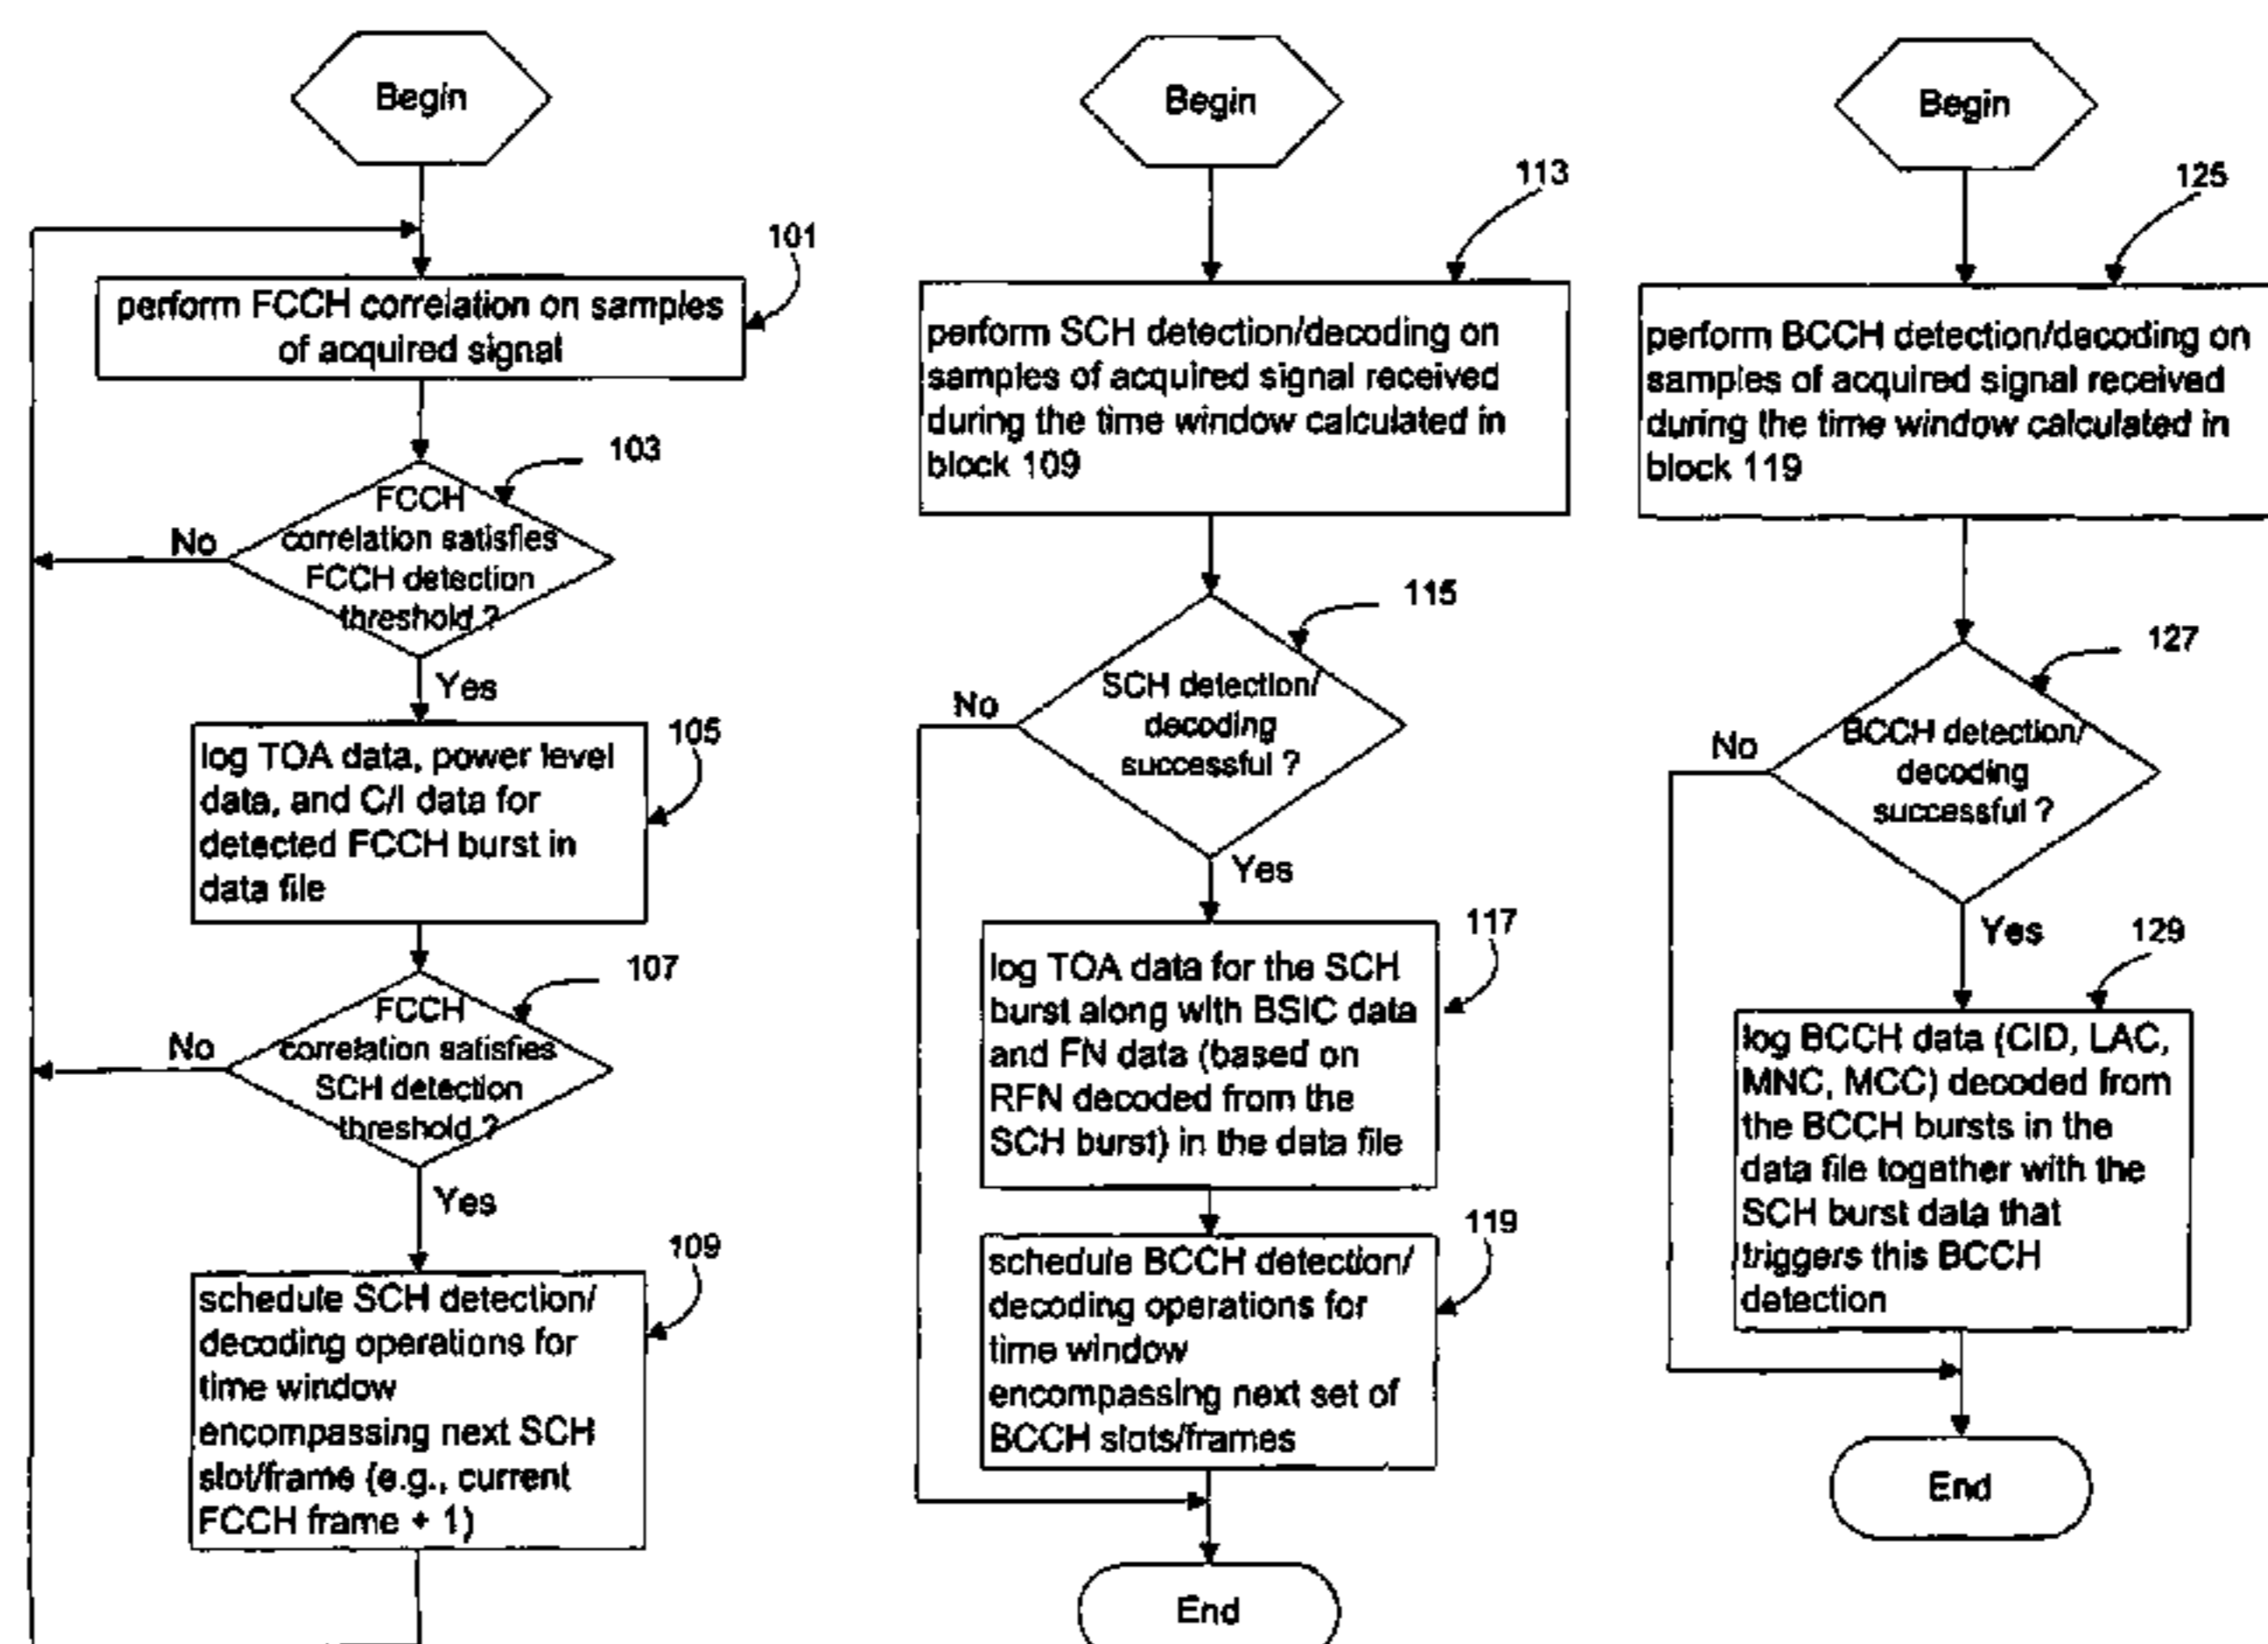 Begin
101
perform FCCH correlation on samples
of acquired signal
103
FCCH
correlation satisfies
FCCH detection
threshold ?
No
Yes
105
log TOA data, power level
data, and C/I data for
detected FCCH burst in
data file
107
FCCH
correlation satisfies
SCH detection
threshold ?
No
Yes
109
schedule SCH detection/
decoding operations for
time window
encompassing next SCH
slot/frame (e.g., current
FCCH frame + 1)
Begin
113
perform SCH detection/decoding on
samples of acquired signal received
during the time window calculated in
block 109
115
SCH detection/
decoding
successful ?
No
Yes
117
log TOA data for the SCH
burst along with BSIC data
and FN data (based on
RFN decoded from the
SCH burst) in the data file
119
schedule BCCH detection/
decoding operations for
time window
encompassing next set of
BCCH slots/frames
End
Begin
125
perform BCCH detection/decoding on
samples of acquired signal received
during the time window calculated in
block 119
127
BCCH detection/
decoding
successful ?
No
Yes
129
log BCCH data (CID, LAC,
MNC, MCC) decoded from
the BCCH bursts in the
data file together with the
SCH burst data that
triggers this BCCH
detection
End